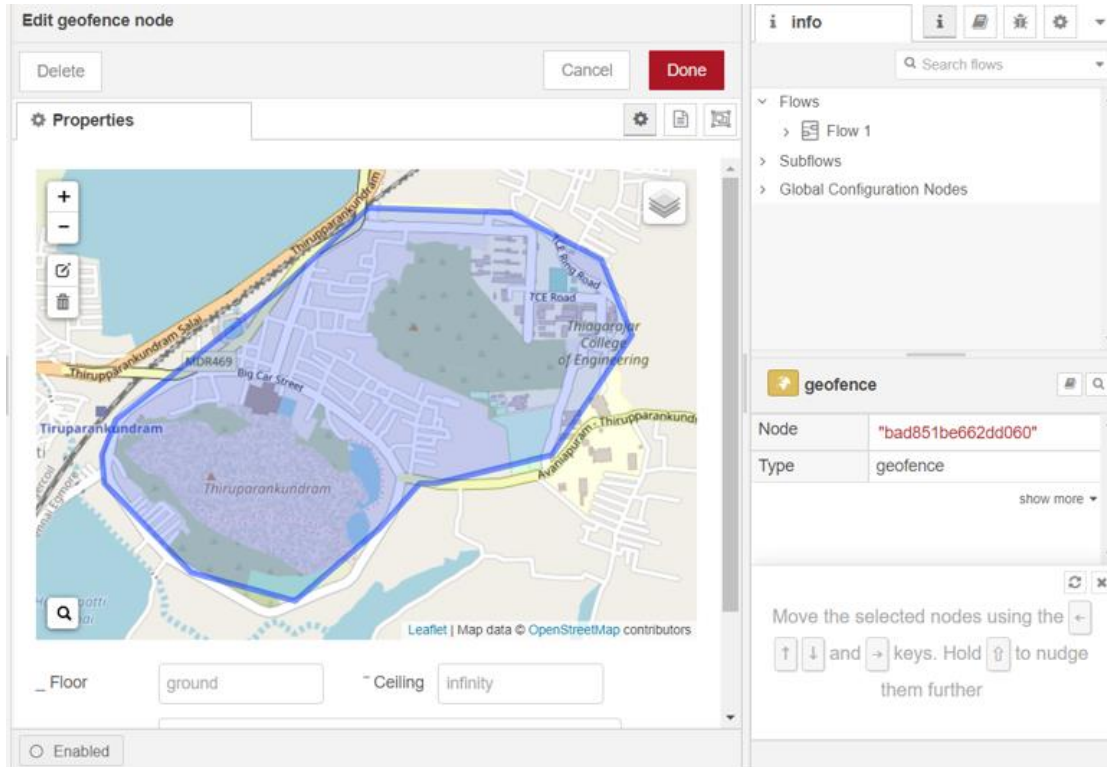 Edit geofence node
Delete
Cancel
Done
Properties
+
−
Thirupparankundram
Thirupparankundram Salai
Thirupparankundram
MDR469
Big Car Street
TCE Ring Road
TCE Road
Thiagarajar
College
of Engineering
Tiruparankundram
Thiruparankundram
Avaniapuram - Thirupparankund
Leaflet | Map data © OpenStreetMap contributors
_ Floor
ground
¯ Ceiling
infinity
Enabled
i info
i
Search flows
Flows
Flow 1
Subflows
Global Configuration Nodes
geofence
Node
"bad851be662dd060"
Type
geofence
show more
Move the selected nodes using the ←
↑ ↓ and → keys. Hold ⇧ to nudge
them further